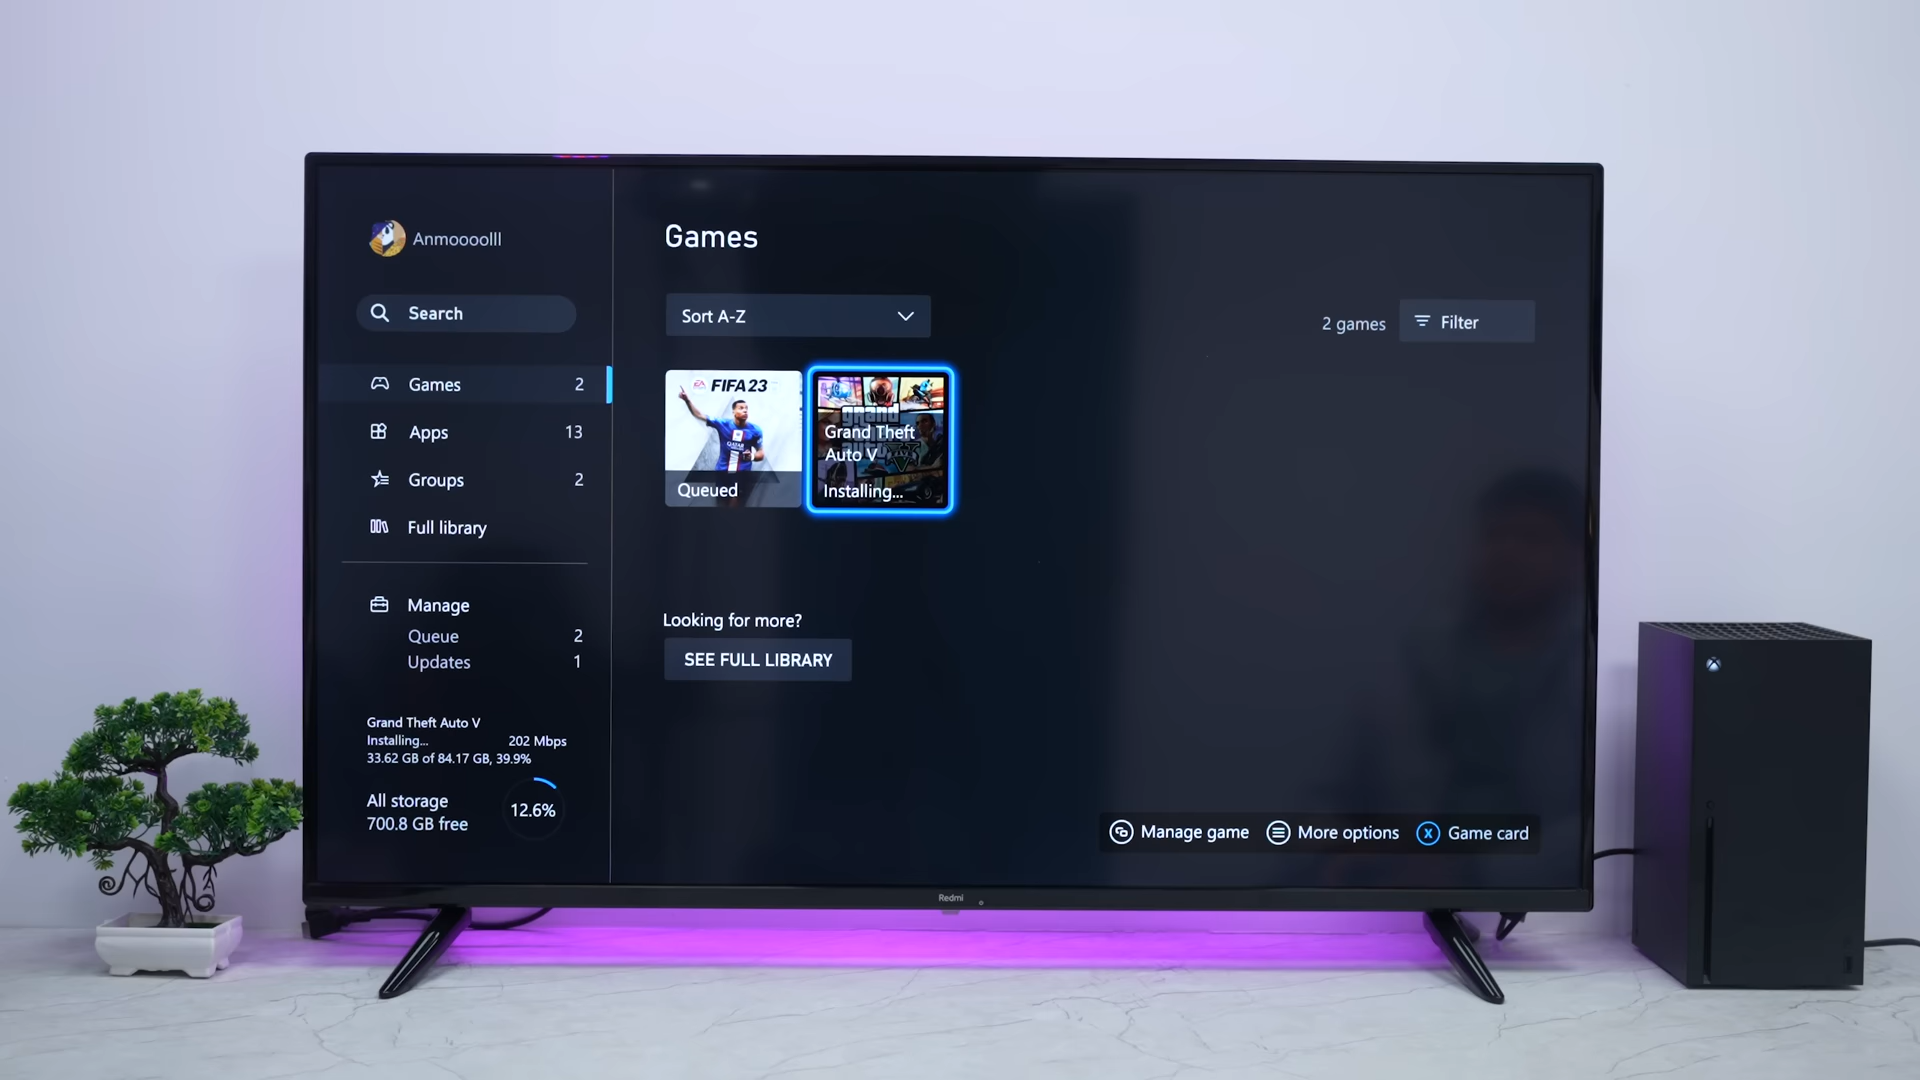 Anmoooolll
Search
Games 2
Apps 13
Groups 2
Full library
Manage
Queue 2
Updates 1
Grand Theft Auto V
Installing... 202 Mbps
33.62 GB of 84.17 GB, 39.9%
All storage
700.8 GB free
12.6%
Games
Sort A-Z
2 games
Filter
EA FIFA 23
QATAR
Queued
grand
Grand Theft
Auto V
Installing...
Looking for more?
SEE FULL LIBRARY
Manage game
More options
X Game card
Redmi